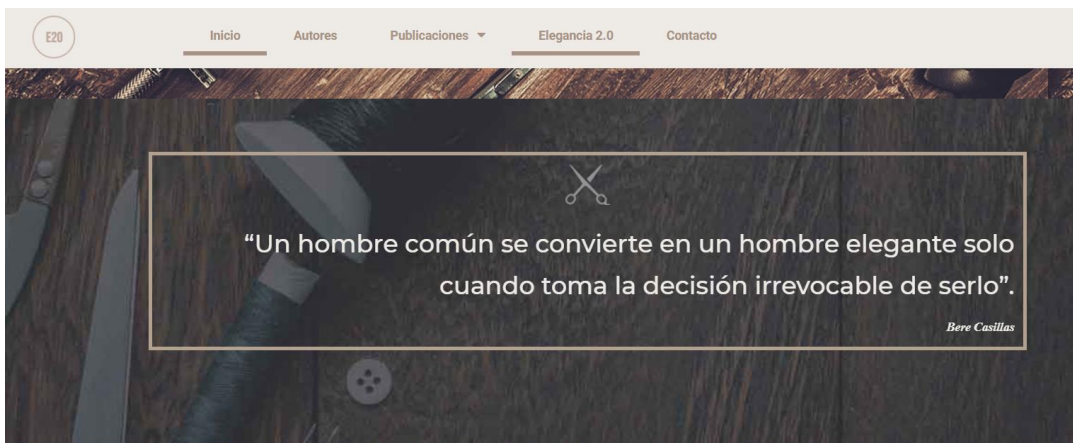 E20
Inicio
Autores
Publicaciones
Elegancia 2.0
Contacto
“Un hombre común se convierte en un hombre elegante solo
cuando toma la decisión irrevocable de serlo”.
Bere Casillas